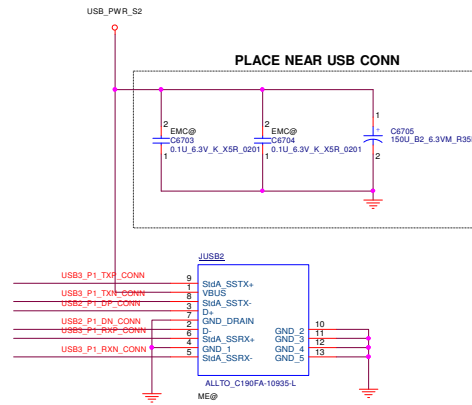 USB_PWR_S2
PLACE NEAR USB CONN
2
EMC@
C6703
0.1U_6.3V_K_X5R_0201
1
2
EMC@
C6704
0.1U_6.3V_K_X5R_0201
1
1
+
C6705
150U_B2_6.3VM_R35
2
JUSB2
USB3_P1_TXP_CONN 9 StdA_SSTX+
1 VBUS
USB3_P1_TXN_CONN 8 StdA_SSTX-
USB2_P1_DP_CONN 3 D+
7 GND_DRAIN
USB2_P1_DN_CONN 2 D- GND_2 10
USB3_P1_RXP_CONN 6 StdA_SSRX+ GND_3 11
4 GND_1 GND_4 12
USB3_P1_RXN_CONN 5 StdA_SSRX- GND_5 13
ALLTO_C190FA-10935-L
ME@